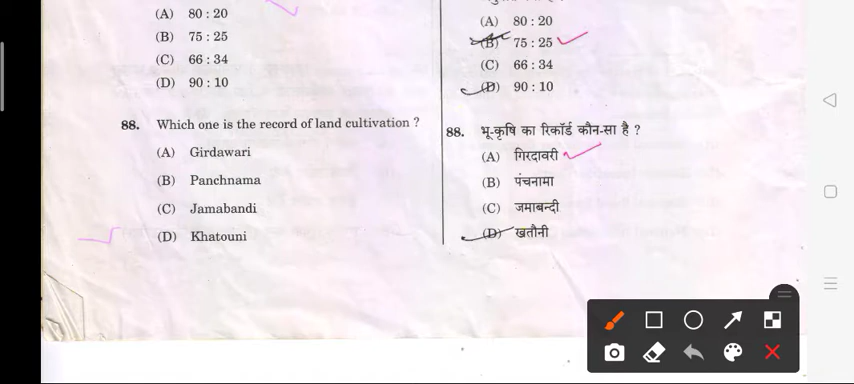 (A) 80 : 20
(B) 75 : 25
(C) 66 : 34
(D) 90 : 10
88. Which one is the record of land cultivation ?
(A) Girdawari
(B) Panchnama
(C) Jamabandi
(D) Khatouni
(A) 80 : 20
(B) 75 : 25
(C) 66 : 34
(D) 90 : 10
88. भू-कृषि का रिकॉर्ड कौन-सा है ?
(A) गिरदावरी
(B) पंचनामा
(C) जमाबन्दी
(D) खतौनी